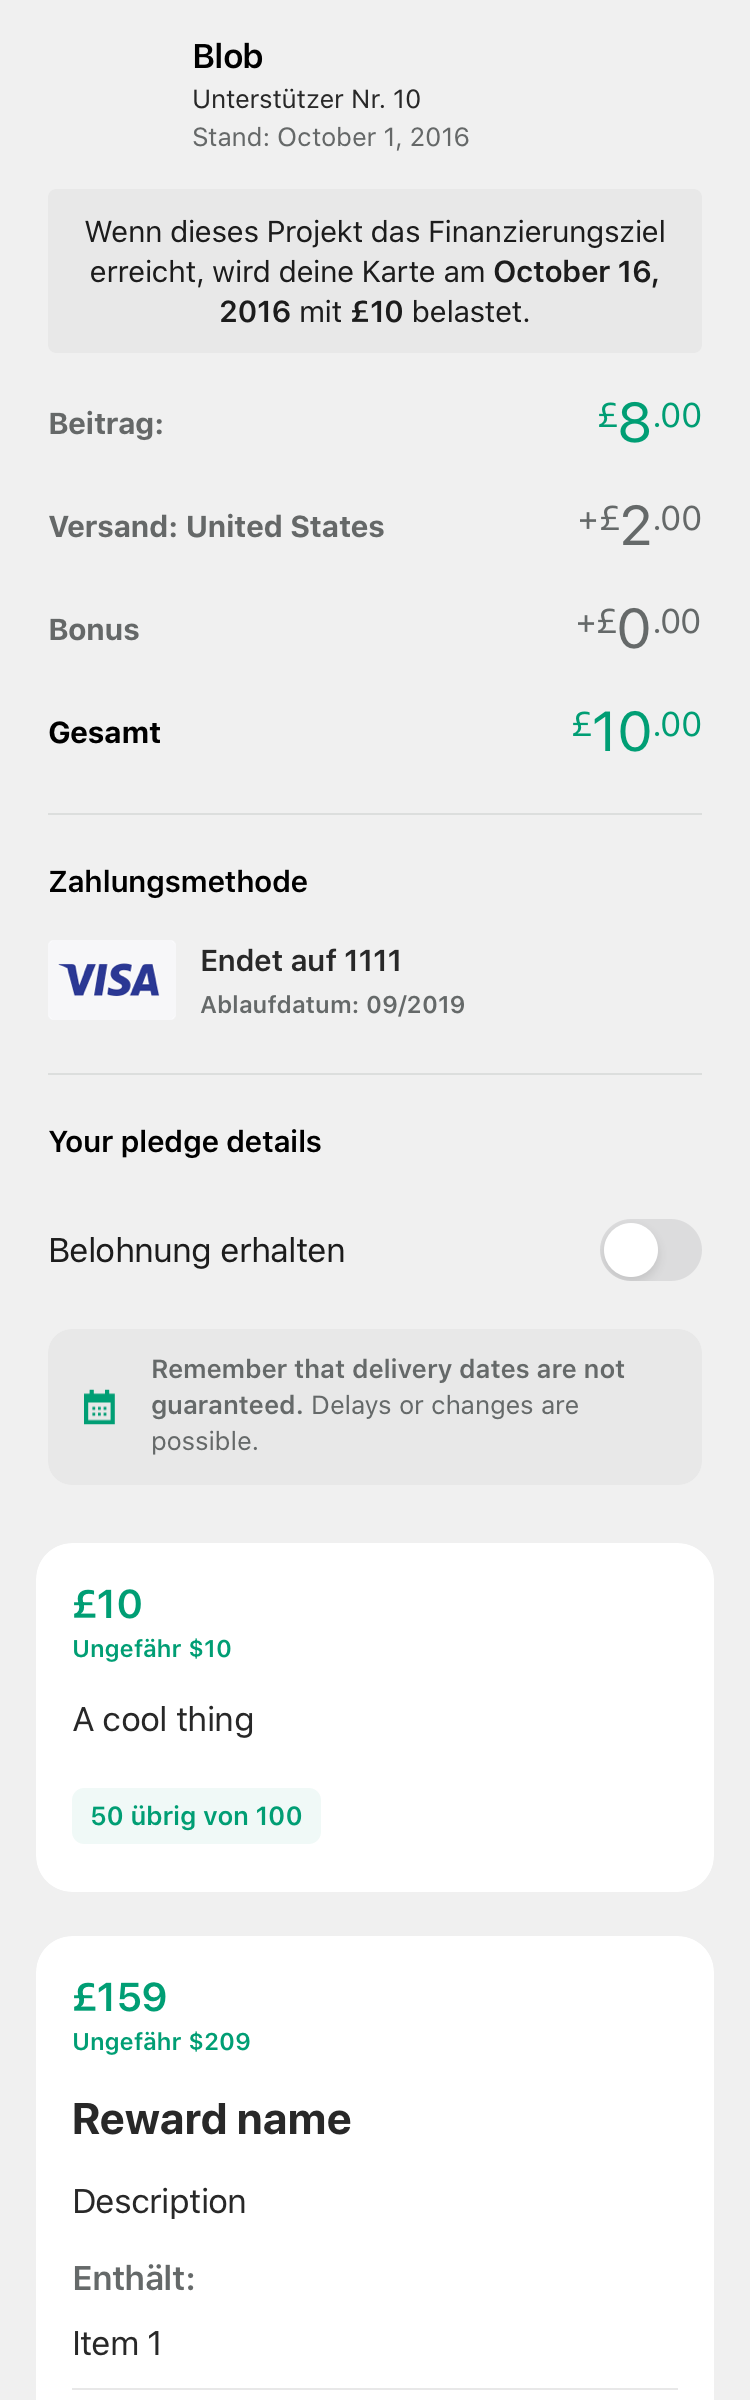 Blob
Unterstützer Nr. 10
Stand: October 1, 2016
Wenn dieses Projekt das Finanzierungsziel
erreicht, wird deine Karte am October 16,
2016 mit £10 belastet.
Beitrag: £8.00
Versand: United States +£2.00
Bonus +£0.00
Gesamt £10.00
Zahlungsmethode
VISA
Endet auf 1111
Ablaufdatum: 09/2019
Your pledge details
Belohnung erhalten
Remember that delivery dates are not
guaranteed. Delays or changes are
possible.
£10
Ungefähr $10
A cool thing
50 übrig von 100
£159
Ungefähr $209
Reward name
Description
Enthält:
Item 1